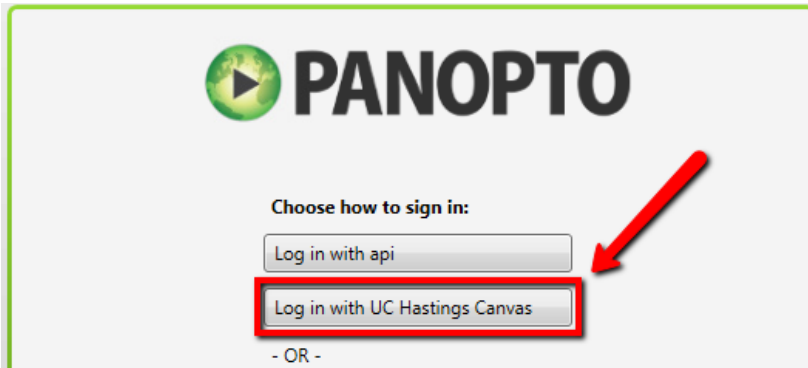 PANOPTO
Choose how to sign in:
Log in with api
Log in with UC Hastings Canvas
- OR -